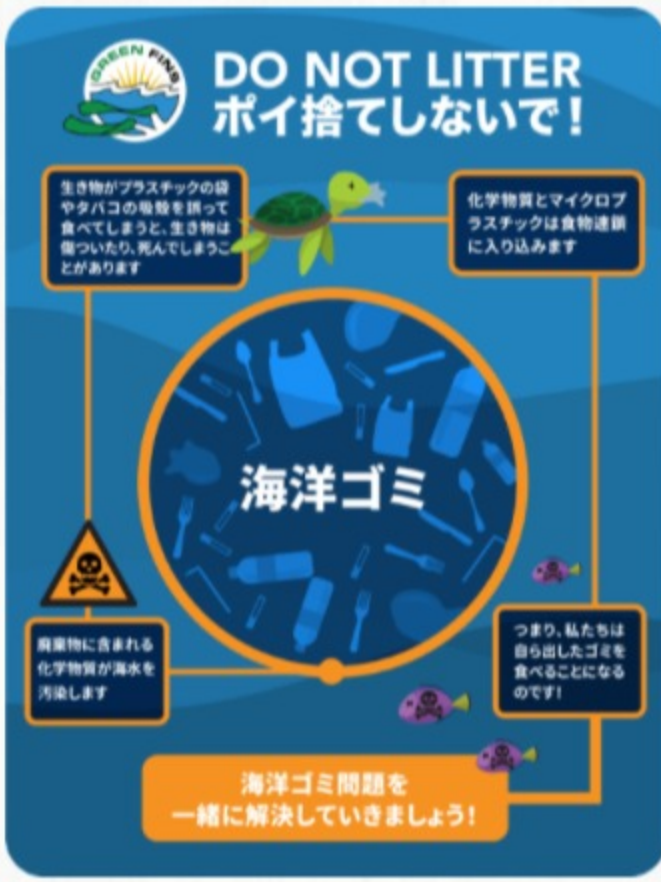 GREEN FINS
DO NOT LITTER
ポイ捨てしないで！
生き物がプラスチックの袋
やタバコの吸殻を誤って
食べてしまうと、生き物は
傷ついたり、死んでしまうこ
とがあります
化学物質とマイクロプ
ラスチックは食物連鎖
に入り込みます
海洋ゴミ
廃棄物に含まれる
化学物質が海水を
汚染します
つまり、私たちは
自ら出したゴミを
食べることになる
のです！
海洋ゴミ問題を
一緒に解決していきましょう！